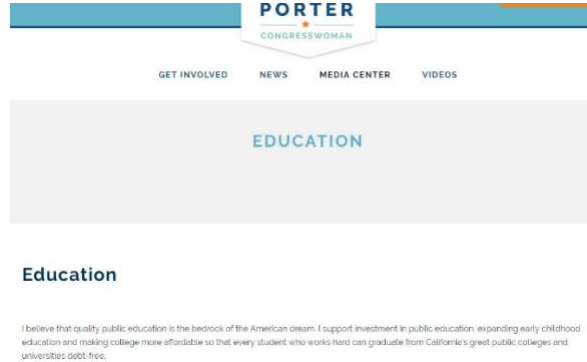 PORTER
CONGRESSWOMAN
GET INVOLVED NEWS MEDIA CENTER VIDEOS
EDUCATION
Education
I believe that quality public education is the bedrock of the American dream. I support investment in public education, expanding early childhood
education and making college more affordable so that every student who works hard can graduate from California's great public colleges and
universities debt-free.